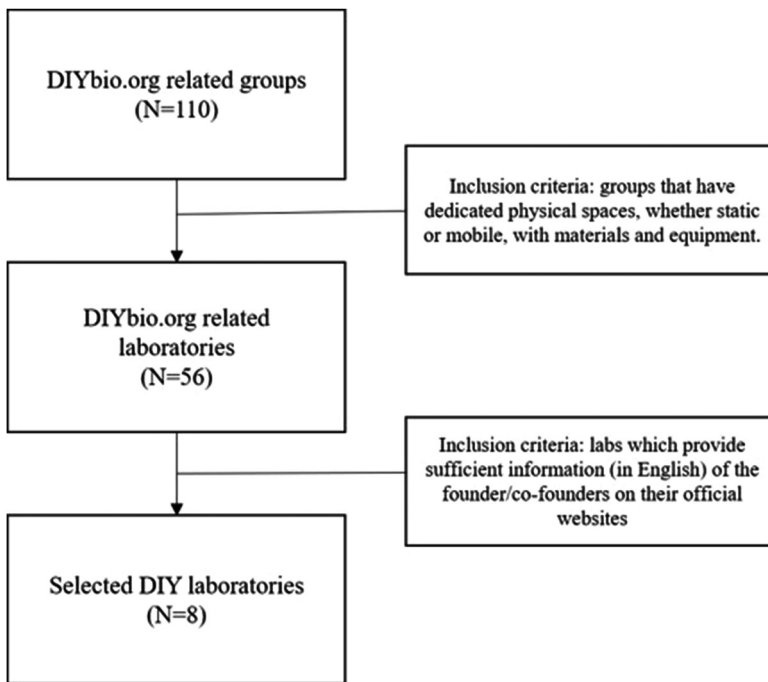 DIYbio.org related groups
(N=110)
Inclusion criteria: groups that have
dedicated physical spaces, whether static
or mobile, with materials and equipment.
DIYbio.org related
laboratories
(N=56)
Inclusion criteria: labs which provide
sufficient information (in English) of the
founder/co-founders on their official
websites
Selected DIY laboratories
(N=8)